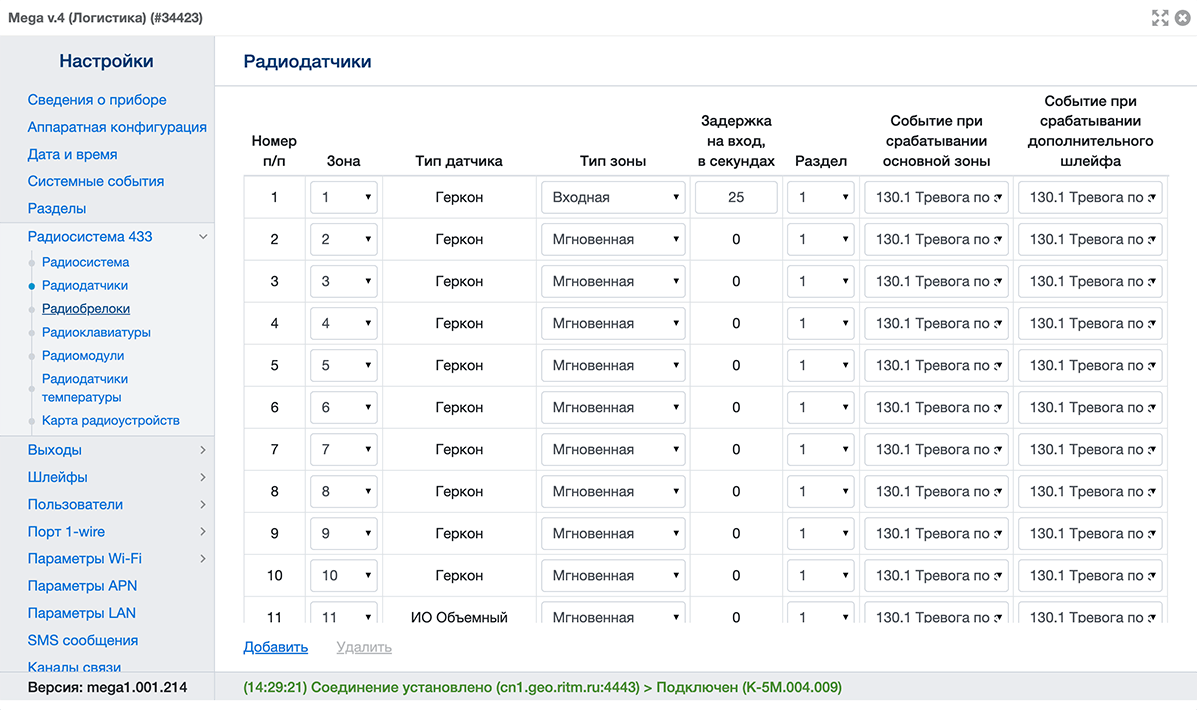 Mega v.4 (Логистика) (#34423)
Настройки
Сведения о приборе
Аппаратная конфигурация
Дата и время
Системные события
Разделы
Радиосистема 433
Радиосистема
Радиодатчики
Радиобрелоки
Радиоклавиатуры
Радиомодули
Радиодатчики
температуры
Карта радиоустройств
Выходы
Шлейфы
Пользователи
Порт 1-wire
Параметры Wi-Fi
Параметры APN
Параметры LAN
SMS сообщения
Каналы связи
Версия: mega1.001.214
Радиодатчики
Номер
п/п
Зона
Тип датчика
Тип зоны
Задержка
на вход,
в секундах
Раздел
Событие при
срабатывании
основной зоны
Событие при
срабатывании
дополнительного
шлейфа
1 1 Геркон Входная 25 1 130.1 Тревога по 130.1 Тревога по
2 2 Геркон Мгновенная 0 1 130.1 Тревога по 130.1 Тревога по
3 3 Геркон Мгновенная 0 1 130.1 Тревога по 130.1 Тревога по
4 4 Геркон Мгновенная 0 1 130.1 Тревога по 130.1 Тревога по
5 5 Геркон Мгновенная 0 1 130.1 Тревога по 130.1 Тревога по
6 6 Геркон Мгновенная 0 1 130.1 Тревога по 130.1 Тревога по
7 7 Геркон Мгновенная 0 1 130.1 Тревога по 130.1 Тревога по
8 8 Геркон Мгновенная 0 1 130.1 Тревога по 130.1 Тревога по
9 9 Геркон Мгновенная 0 1 130.1 Тревога по 130.1 Тревога по
10 10 Геркон Мгновенная 0 1 130.1 Тревога по 130.1 Тревога по
11 11 ИО Объемный Мгновенная 0 1 130.1 Тревога по 130.1 Тревога по
Добавить Удалить
(14:29:21) Соединение установлено (cn1.geo.ritm.ru:4443) > Подключен (K-5M.004.009)